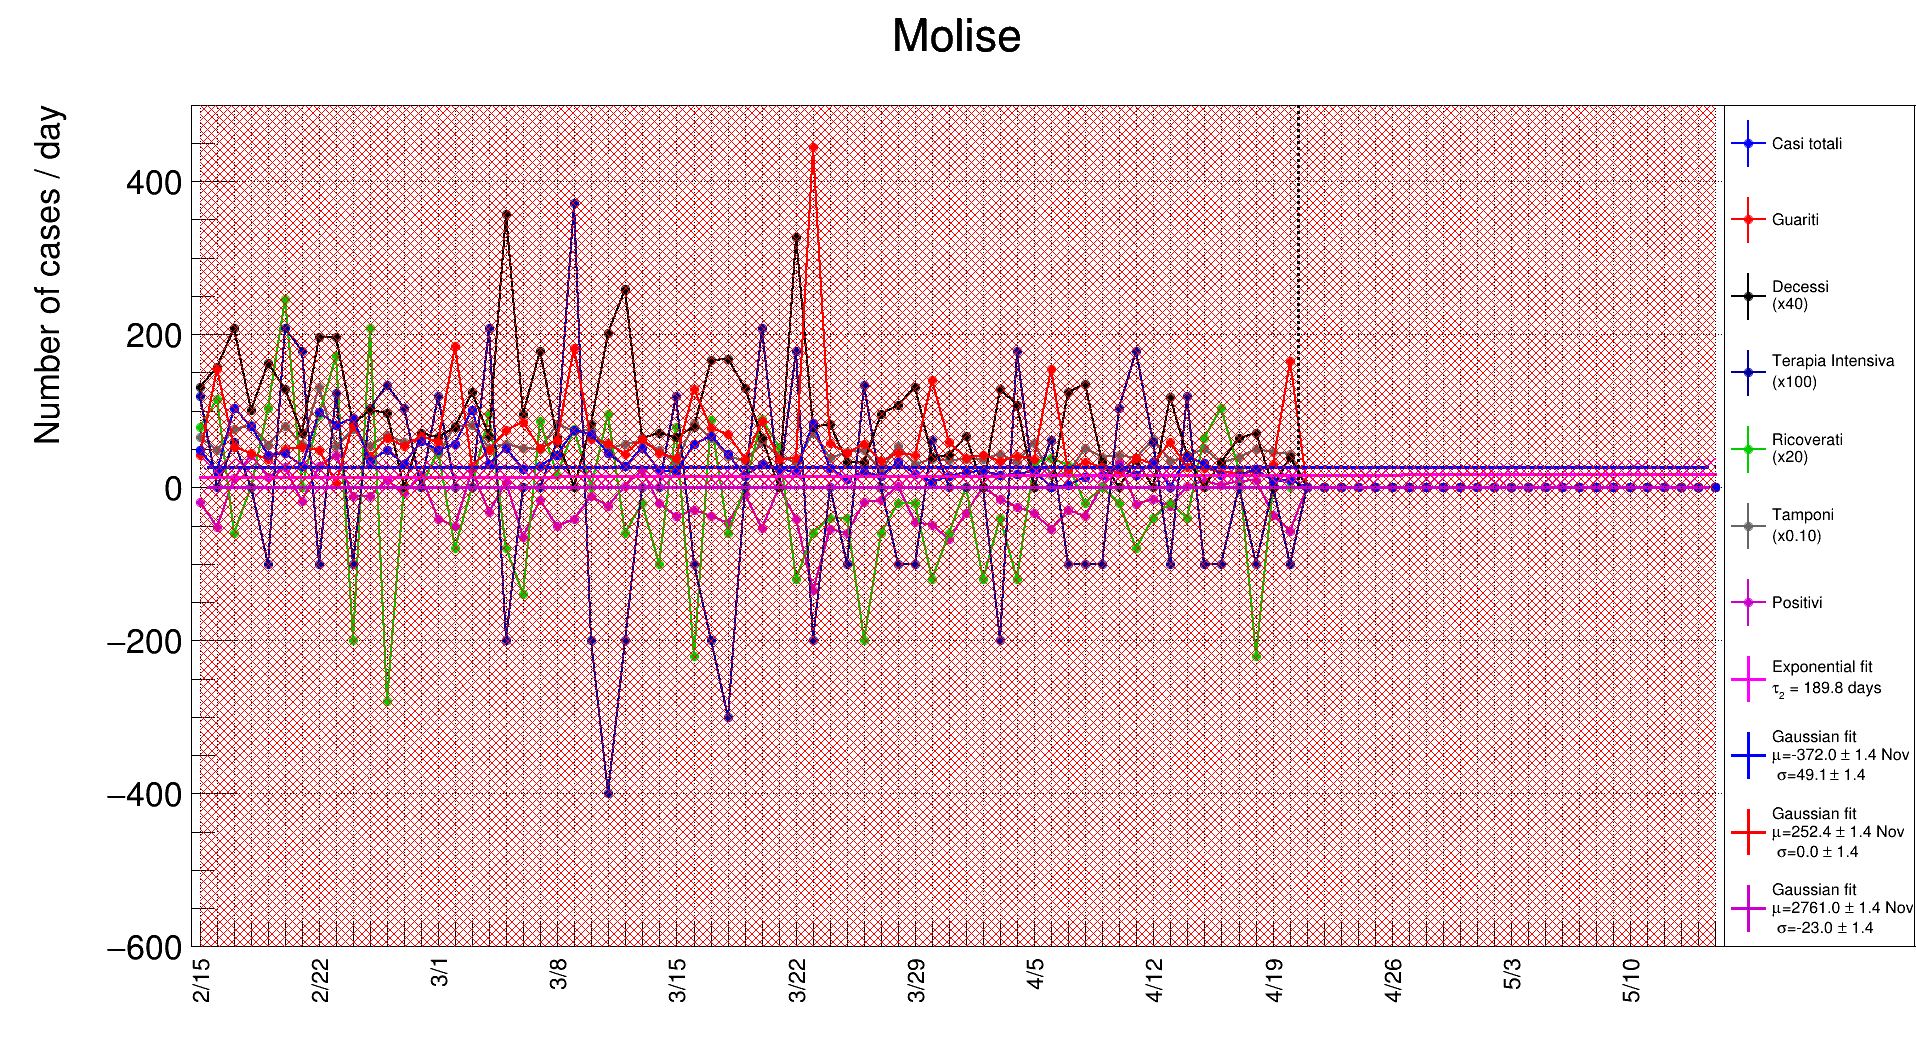 Molise
Number of cases / day
400
200
0
−200
−400
−600
2/15
2/22
3/1
3/8
3/15
3/22
3/29
4/5
4/12
4/19
4/26
5/3
5/10
Casi totali
Guariti
Decessi
(x40)
Terapia Intensiva
(x100)
Ricoverati
(x20)
Tamponi
(x0.10)
Positivi
Exponential fit
τ₂ = 189.8 days
Gaussian fit
μ=-372.0 ± 1.4 Nov
σ=49.1 ± 1.4
Gaussian fit
μ=252.4 ± 1.4 Nov
σ=0.0 ± 1.4
Gaussian fit
μ=2761.0 ± 1.4 Nov
σ=-23.0 ± 1.4